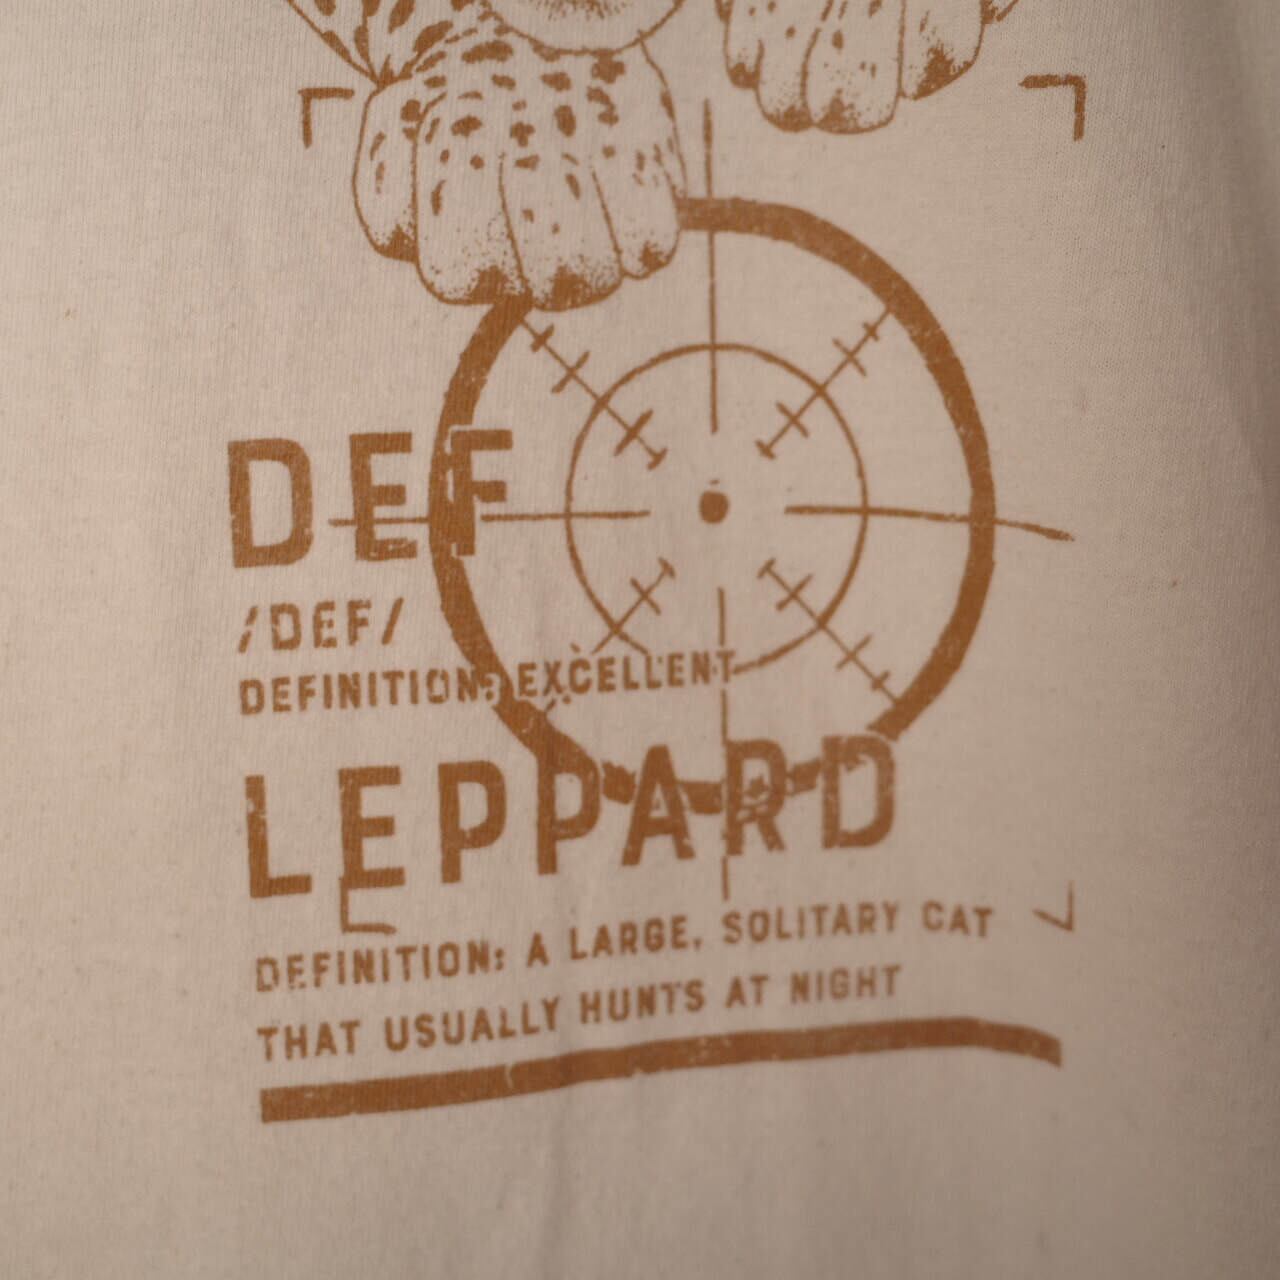 DEF
/DEF/
DEFINITION: EXCELLENT
LEPPARD
DEFINITION: A LARGE, SOLITARY CAT
THAT USUALLY HUNTS AT NIGHT